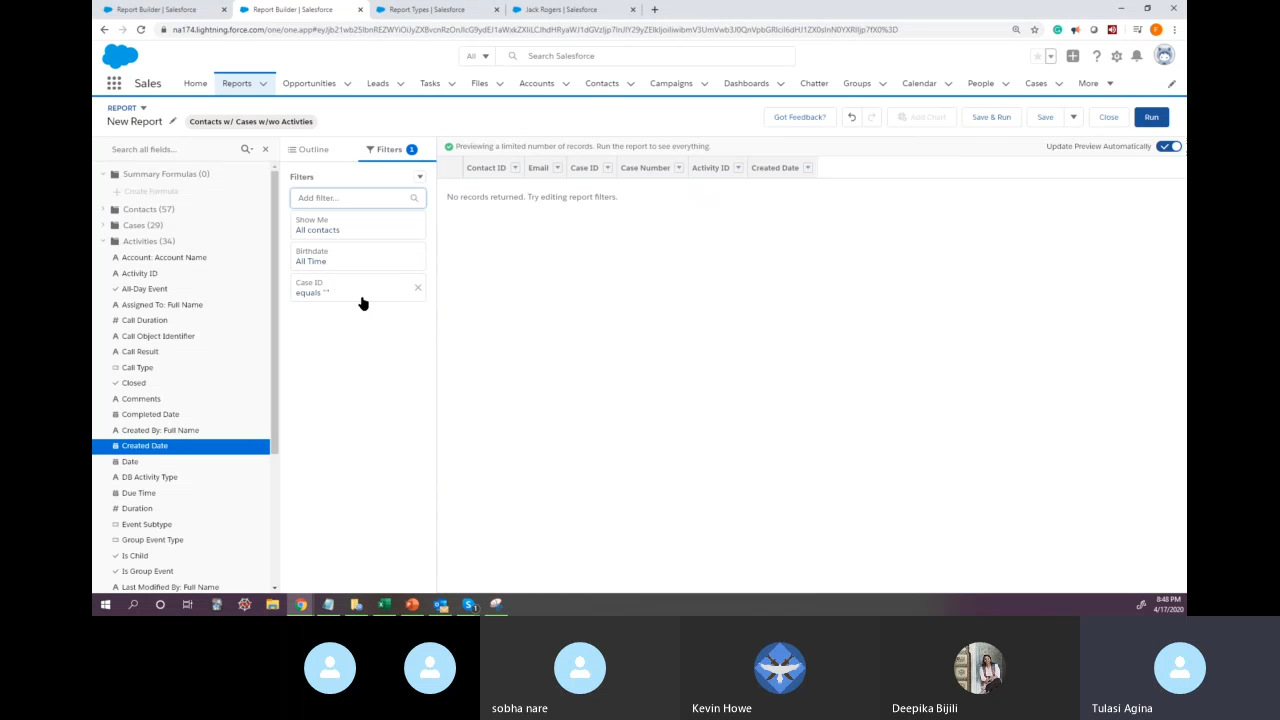 Report Builder | Salesforce
Report Builder | Salesforce
Report Types | Salesforce
Jack Rogers | Salesforce
All
Search Salesforce
Sales
Home
Reports
Opportunities
Leads
Tasks
Files
Accounts
Contacts
Campaigns
Dashboards
Chatter
Groups
Calendar
People
Cases
More
REPORT
New Report
Contacts w/ Cases w/wo Activties
Got Feedback?
Add Chart
Save & Run
Save
Close
Run
Search all fields...
Outline
Filters 1
Previewing a limited number of records. Run the report to see everything.
Update Preview Automatically
Summary Formulas (0)
Create Formula
Contacts (57)
Cases (29)
Activities (34)
Account: Account Name
Activity ID
All-Day Event
Assigned To: Full Name
Call Duration
Call Object Identifier
Call Result
Call Type
Closed
Comments
Completed Date
Created By: Full Name
Created Date
Date
DB Activity Type
Due Time
Duration
Event Subtype
Group Event Type
Is Child
Is Group Event
Last Modified By: Full Name
Filters
Add filter...
Show Me
All contacts
Birthdate
All Time
Case ID
equals ""
Contact ID
Email
Case ID
Case Number
Activity ID
Created Date
No records returned. Try editing report filters.
8:48 PM
4/17/2020
sobha nare
Kevin Howe
Deepika Bijili
Tulasi Agina